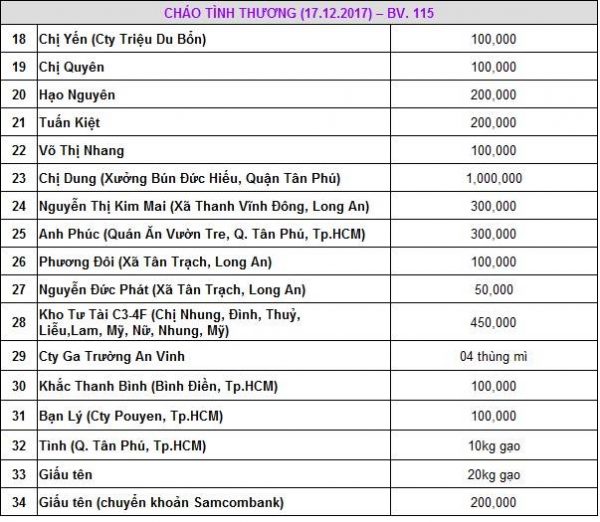 CHÁO TÌNH THƯƠNG (17.12.2017) – BV. 115
18 Chị Yến (Cty Triệu Du Bổn) 100,000
19 Chị Quyên 100,000
20 Hạo Nguyên 200,000
21 Tuấn Kiệt 200,000
22 Võ Thị Nhang 100,000
23 Chị Dung (Xưởng Bún Đức Hiếu, Quận Tân Phú) 1,000,000
24 Nguyễn Thị Kim Mai (Xã Thanh Vĩnh Đông, Long An) 300,000
25 Anh Phúc (Quán Ăn Vườn Tre, Q. Tân Phú, Tp.HCM) 300,000
26 Phương Đôi (Xã Tân Trạch, Long An) 100,000
27 Nguyễn Đức Phát (Xã Tân Trạch, Long An) 50,000
28 Kho Tư Tài C3-4F (Chị Nhung, Đình, Thuỷ,
Liễu,Lam, Mỹ, Nữ, Nhung, Mỹ) 450,000
29 Cty Ga Trường An Vinh 04 thùng mì
30 Khắc Thanh Bình (Bình Điền, Tp.HCM) 100,000
31 Bạn Lý (Cty Pouyen, Tp.HCM) 100,000
32 Tình (Q. Tân Phú, Tp.HCM) 10kg gạo
33 Giấu tên 20kg gạo
34 Giấu tên (chuyển khoản Samcombank) 200,000